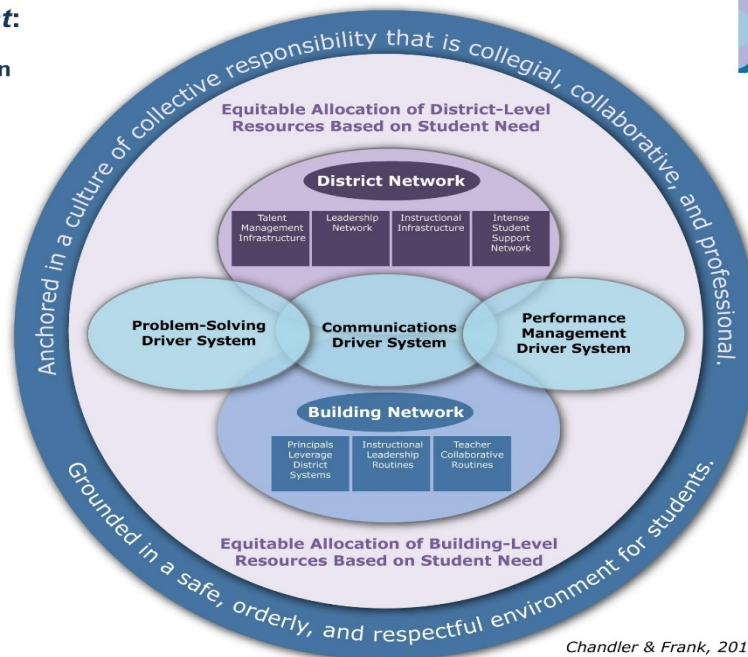 t:
n
Anchored in a culture of collective responsibility that is collegial, collaborative, and professional.
Equitable Allocation of District-Level
Resources Based on Student Need
District Network
Talent
Management
Infrastructure
Leadership
Network
Instructional
Infrastructure
Intense
Student
Support
Network
Problem-Solving
Driver System
Communications
Driver System
Performance
Management
Driver System
Building Network
Principals
Leverage
District
Systems
Instructional
Leadership
Routines
Teacher
Collaborative
Routines
Equitable Allocation of Building-Level
Resources Based on Student Need
Grounded in a safe, orderly, and respectful environment for students.
Chandler & Frank, 201